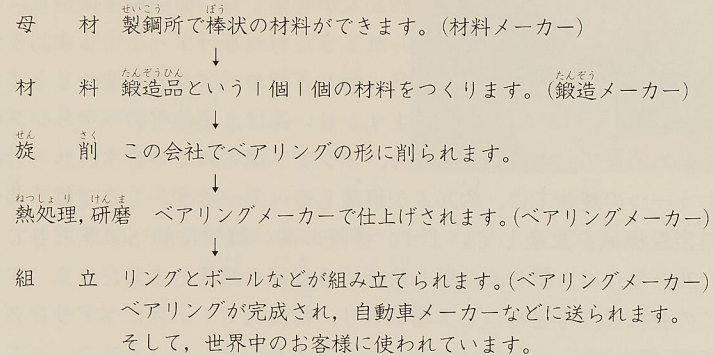 母　材　製鋼所で棒状の材料ができます。(材料メーカー)
↓
材　料　鍛造品という1個1個の材料をつくります。(鍛造メーカー)
↓
旋　削　この会社でベアリングの形に削られます。
↓
熱処理,研磨　ベアリングメーカーで仕上げされます。(ベアリングメーカー)
↓
組　立　リングとボールなどが組み立てられます。(ベアリングメーカー)
ベアリングが完成され，自動車メーカーなどに送られます。
そして，世界中のお客様に使われています。